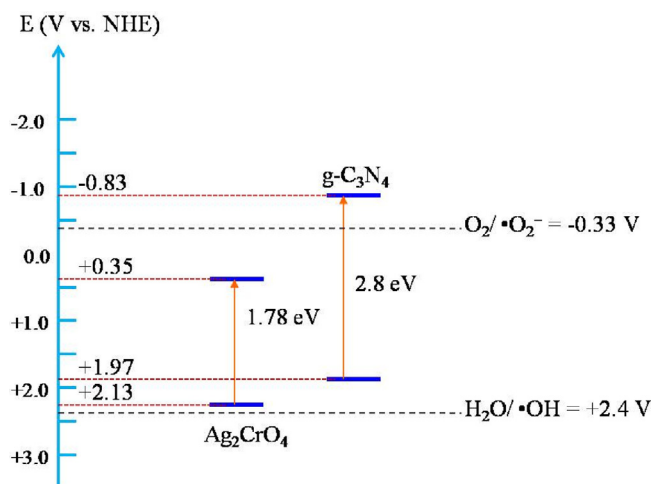 E (V vs. NHE)
-2.0
g-C₃N₄
-0.83
-1.0
O₂/ •O₂⁻ = -0.33 V
0.0
+0.35
2.8 eV
1.78 eV
+1.0
+1.97
+2.0
+2.13
H₂O/ •OH = +2.4 V
Ag₂CrO₄
+3.0